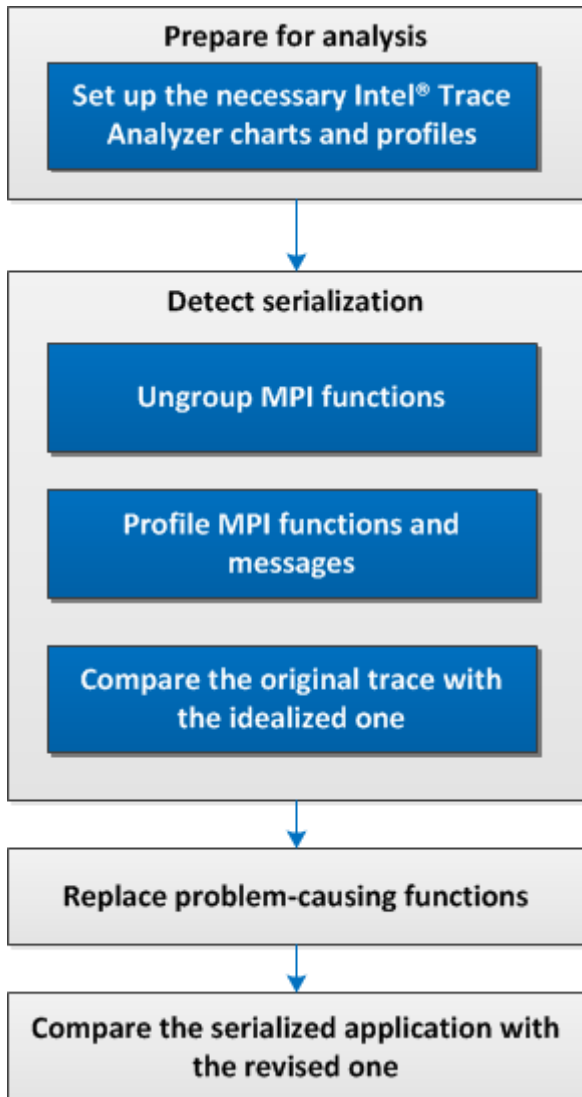 Prepare for analysis
Set up the necessary Intel® Trace
Analyzer charts and profiles
Detect serialization
Ungroup MPI functions
Profile MPI functions and
messages
Compare the original trace with
the idealized one
Replace problem-causing functions
Compare the serialized application with
the revised one